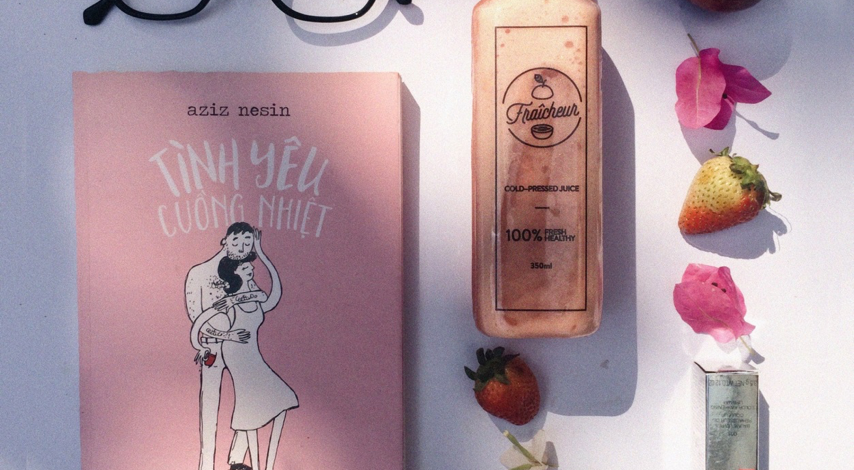 aziz nesin
TÌNH YÊU
CUỒNG NHIỆT
Fraîcheur
COLD-PRESSED JUICE
100% FRESH
HEALTHY
350ml